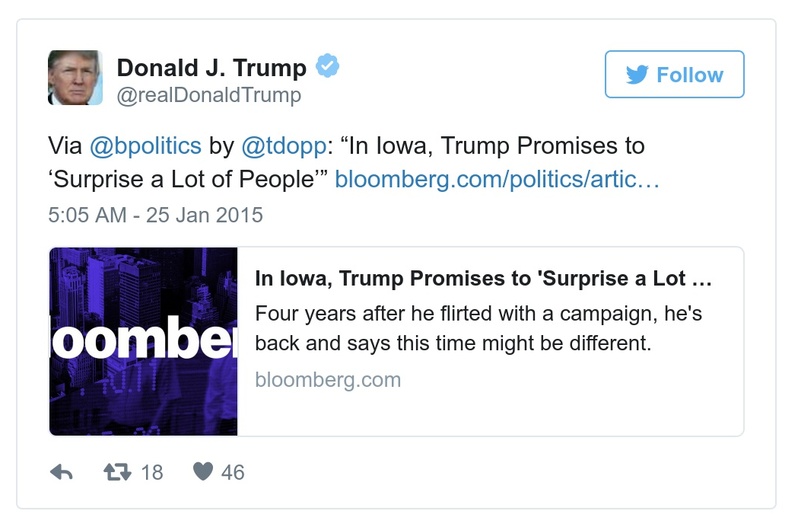 Donald J. Trump
@realDonaldTrump
Follow
Via @bpolitics by @tdopp: “In Iowa, Trump Promises to
‘Surprise a Lot of People’” bloomberg.com/politics/artic…
5:05 AM - 25 Jan 2015
oomber
In Iowa, Trump Promises to 'Surprise a Lot ...
Four years after he flirted with a campaign, he's
back and says this time might be different.
bloomberg.com
18
46